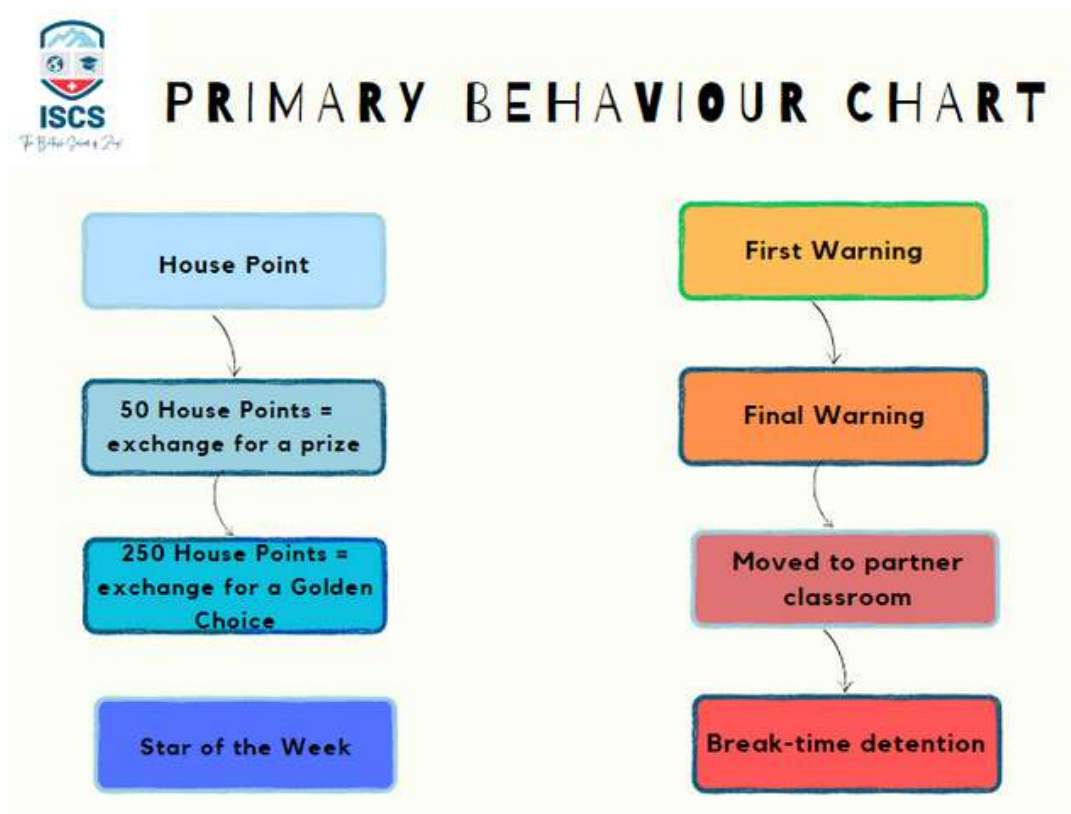 ISCS
PRIMARY BEHAVIOUR CHART
House Point
50 House Points =
exchange for a prize
250 House Points =
exchange for a Golden
Choice
Star of the Week
First Warning
Final Warning
Moved to partner
classroom
Break-time detention